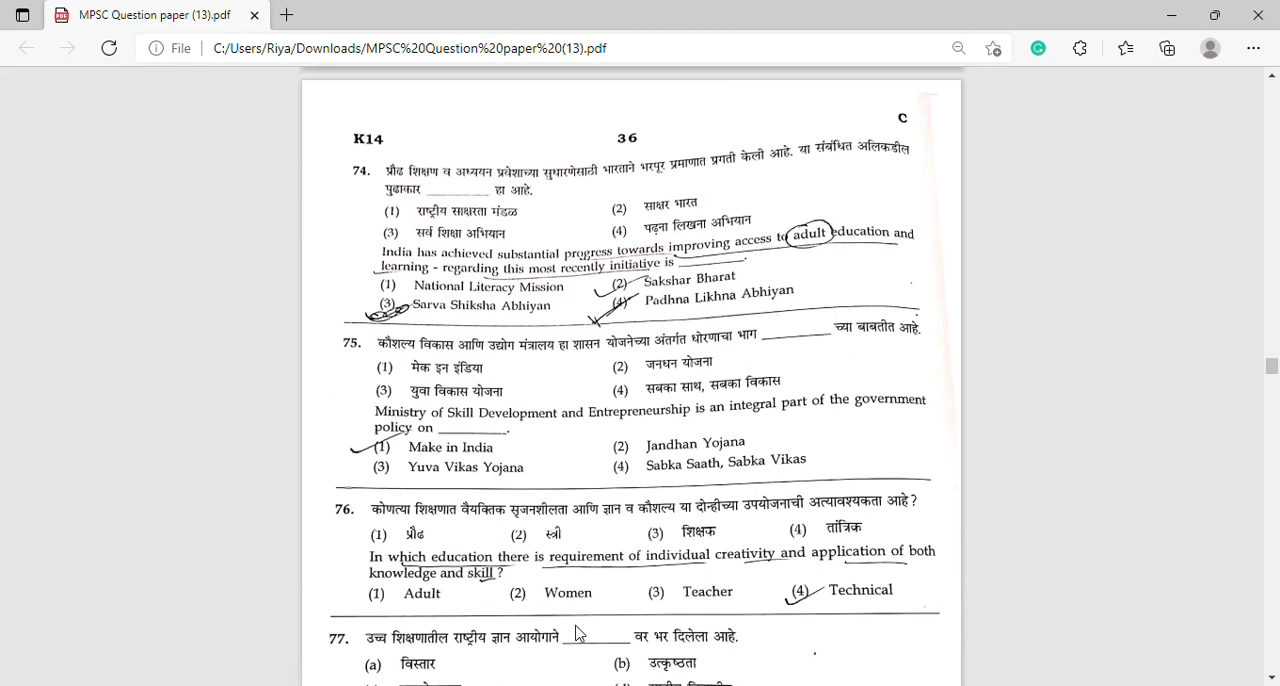 MPSC Question paper (13).pdf
File C:/Users/Riya/Downloads/MPSC%20Question%20paper%20(13).pdf
C
K14 36
74. प्रौढ शिक्षण व अध्ययन प्रवेशाच्या सुधारणेसाठी भारताने भरपूर प्रमाणात प्रगती केली आहे. या संबंधित अलिकडील
पुढाकार ________ हा आहे.
(1) राष्ट्रीय साक्षरता मंडळ (2) साक्षर भारत
(3) सर्व शिक्षा अभियान (4) पढ़ना लिखना अभियान
India has achieved substantial progress towards improving access to adult education and
learning - regarding this most recently initiative is ________.
(1) National Literacy Mission (2) Sakshar Bharat
(3) Sarva Shiksha Abhiyan (4) Padhna Likhna Abhiyan
75. कौशल्य विकास आणि उद्योग मंत्रालय हा शासन योजनेच्या अंतर्गत धोरणाचा भाग ________ च्या बाबतीत आहे.
(1) मेक इन इंडिया (2) जनधन योजना
(3) युवा विकास योजना (4) सबका साथ, सबका विकास
Ministry of Skill Development and Entrepreneurship is an integral part of the government
policy on ________.
(1) Make in India (2) Jandhan Yojana
(3) Yuva Vikas Yojana (4) Sabka Saath, Sabka Vikas
76. कोणत्या शिक्षणात वैयक्तिक सृजनशीलता आणि ज्ञान व कौशल्य या दोन्हीच्या उपयोजनाची अत्यावश्यकता आहे?
(1) प्रौढ (2) स्त्री (3) शिक्षक (4) तांत्रिक
In which education there is requirement of individual creativity and application of both
knowledge and skill ?
(1) Adult (2) Women (3) Teacher (4) Technical
77. उच्च शिक्षणातील राष्ट्रीय ज्ञान आयोगाने ________ वर भर दिलेला आहे.
(a) विस्तार (b) उत्कृष्ठता